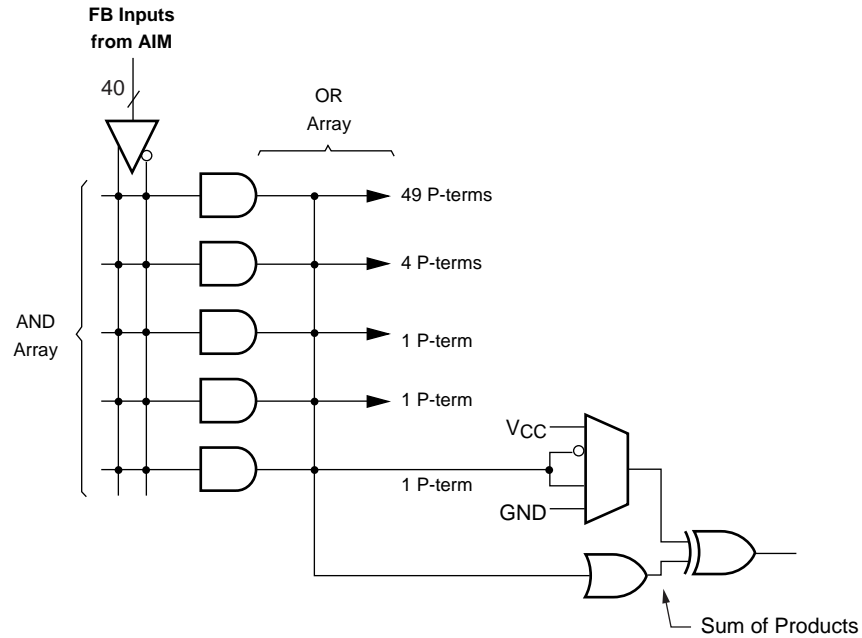 FB Inputs
from AIM
40
OR
Array
49 P-terms
4 P-terms
AND
Array
1 P-term
1 P-term
VCC
1 P-term
GND
Sum of Products